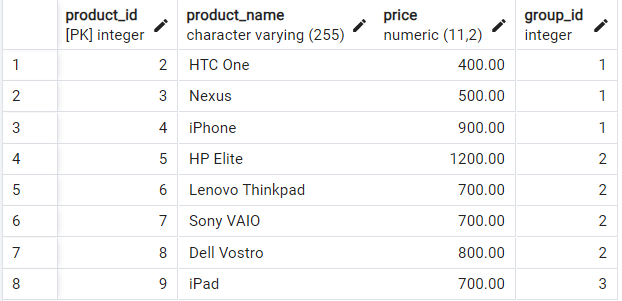 product_id product_name price group_id
[PK] integer character varying (255) numeric (11,2) integer
1 2 HTC One 400.00 1
2 3 Nexus 500.00 1
3 4 iPhone 900.00 1
4 5 HP Elite 1200.00 2
5 6 Lenovo Thinkpad 700.00 2
6 7 Sony VAIO 700.00 2
7 8 Dell Vostro 800.00 2
8 9 iPad 700.00 3